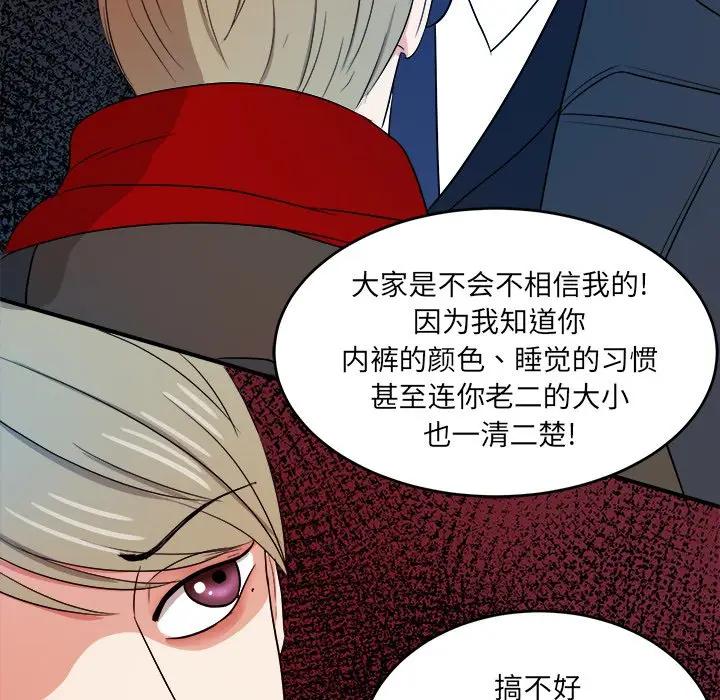 大家是不会不相信我的!
因为我知道你
内裤的颜色、睡觉的习惯
甚至连你老二的大小
也一清二楚!
搞不好